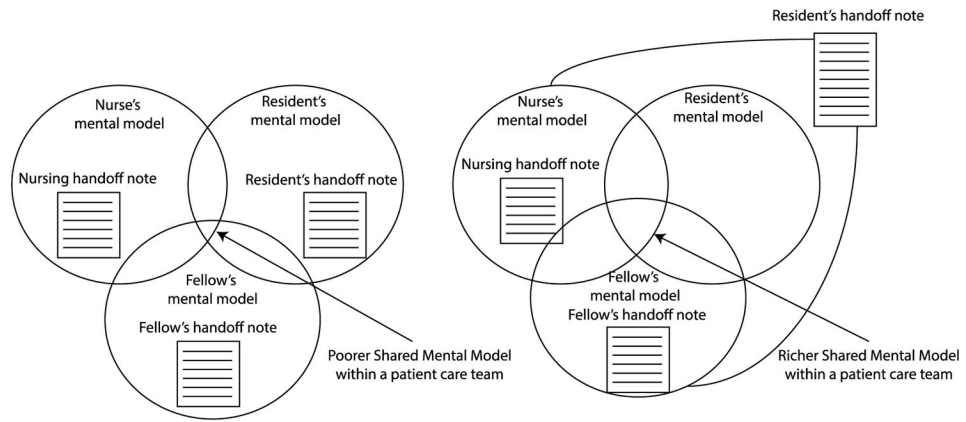 Nurse's
mental model
Resident's
mental model
Nursing handoff note
Resident's handoff note
Fellow's
mental model
Fellow's handoff note
Poorer Shared Mental Model
within a patient care team
Resident's handoff note
Nurse's
mental model
Resident's
mental model
Nursing handoff note
Fellow's
mental model
Fellow's handoff note
Richer Shared Mental Model
within a patient care team